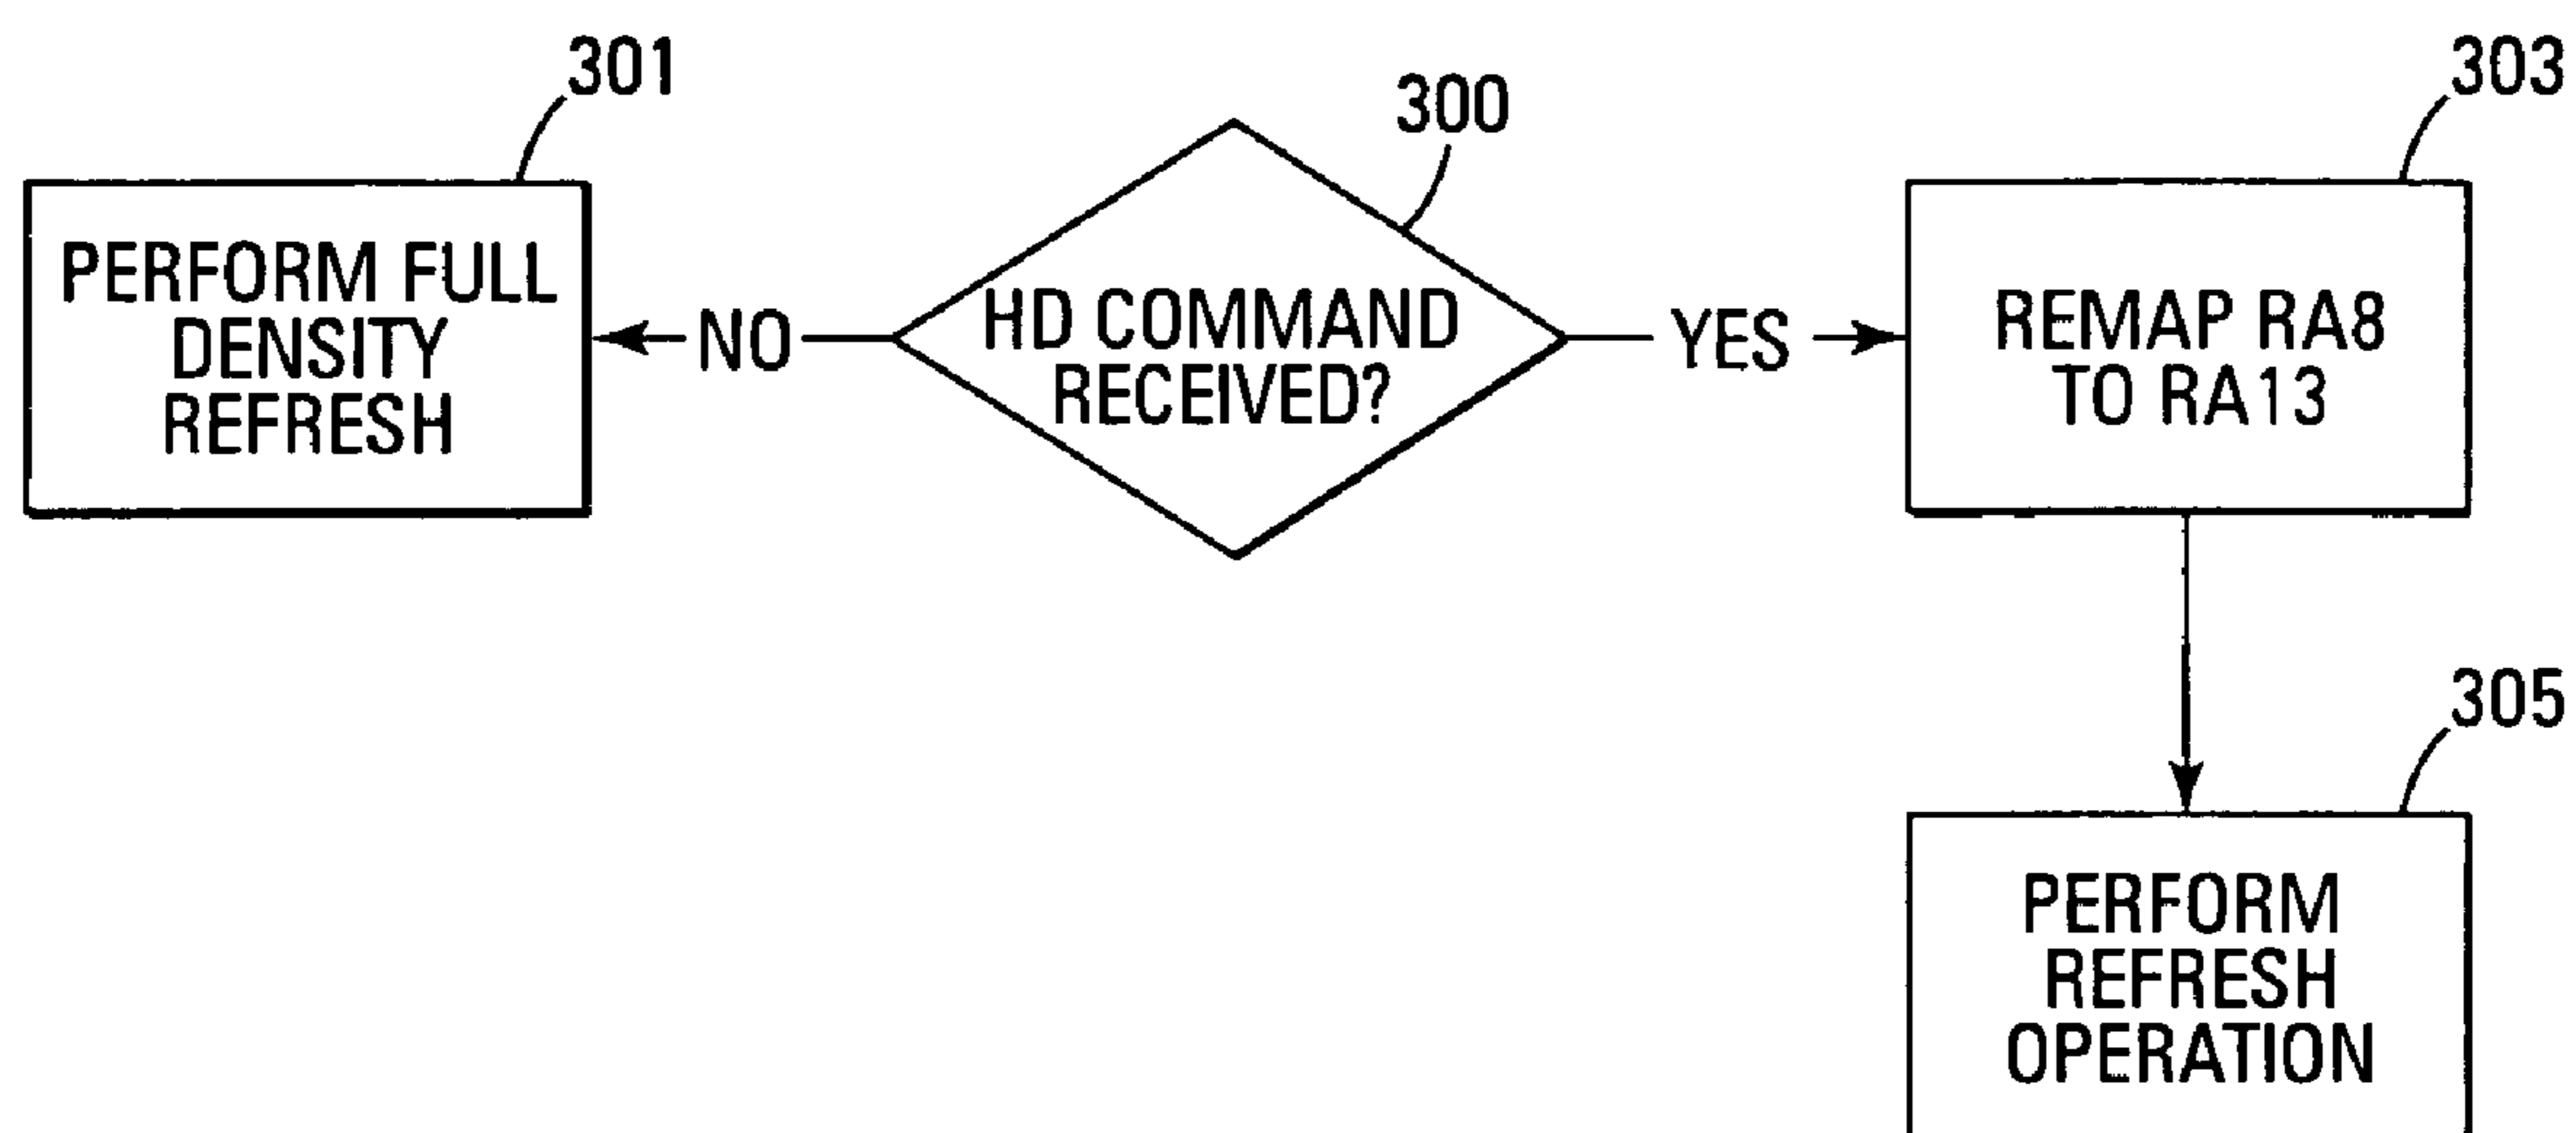 301
300
303
PERFORM FULL
DENSITY
REFRESH
NO
HD COMMAND
RECEIVED?
YES
REMAP RA8
TO RA13
305
PERFORM
REFRESH
OPERATION